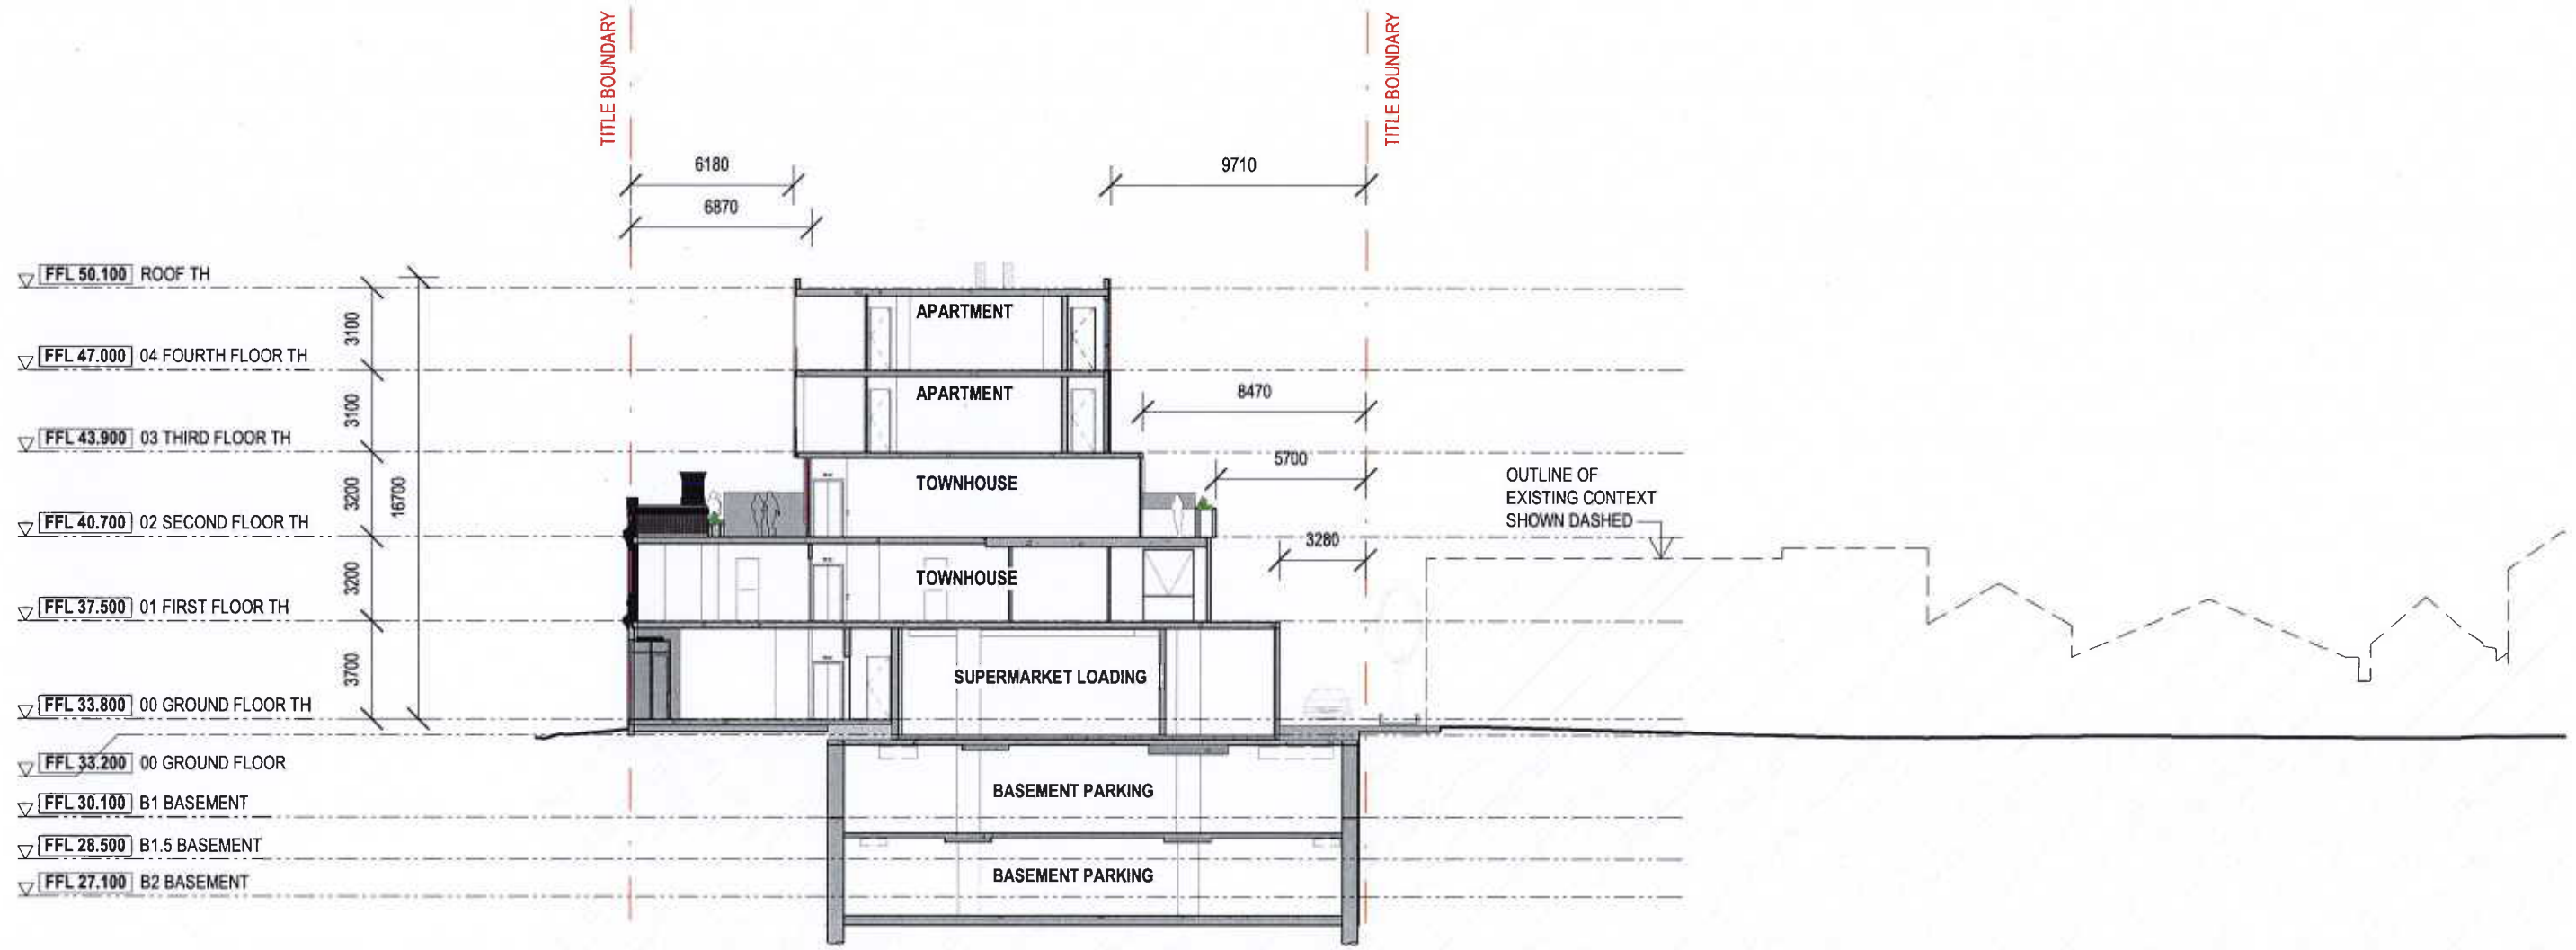 TITLE BOUNDARY
TITLE BOUNDARY
6180
9710
6870
FFL 50.100 ROOF TH
APARTMENT
3100
FFL 47.000 04 FOURTH FLOOR TH
APARTMENT
8470
3100
FFL 43.900 03 THIRD FLOOR TH
5700
TOWNHOUSE
OUTLINE OF
EXISTING CONTEXT
SHOWN DASHED
3200
16700
FFL 40.700 02 SECOND FLOOR TH
3280
TOWNHOUSE
3200
FFL 37.500 01 FIRST FLOOR TH
3700
SUPERMARKET LOADING
FFL 33.800 00 GROUND FLOOR TH
FFL 33.200 00 GROUND FLOOR
BASEMENT PARKING
FFL 30.100 B1 BASEMENT
FFL 28.500 B1.5 BASEMENT
BASEMENT PARKING
FFL 27.100 B2 BASEMENT